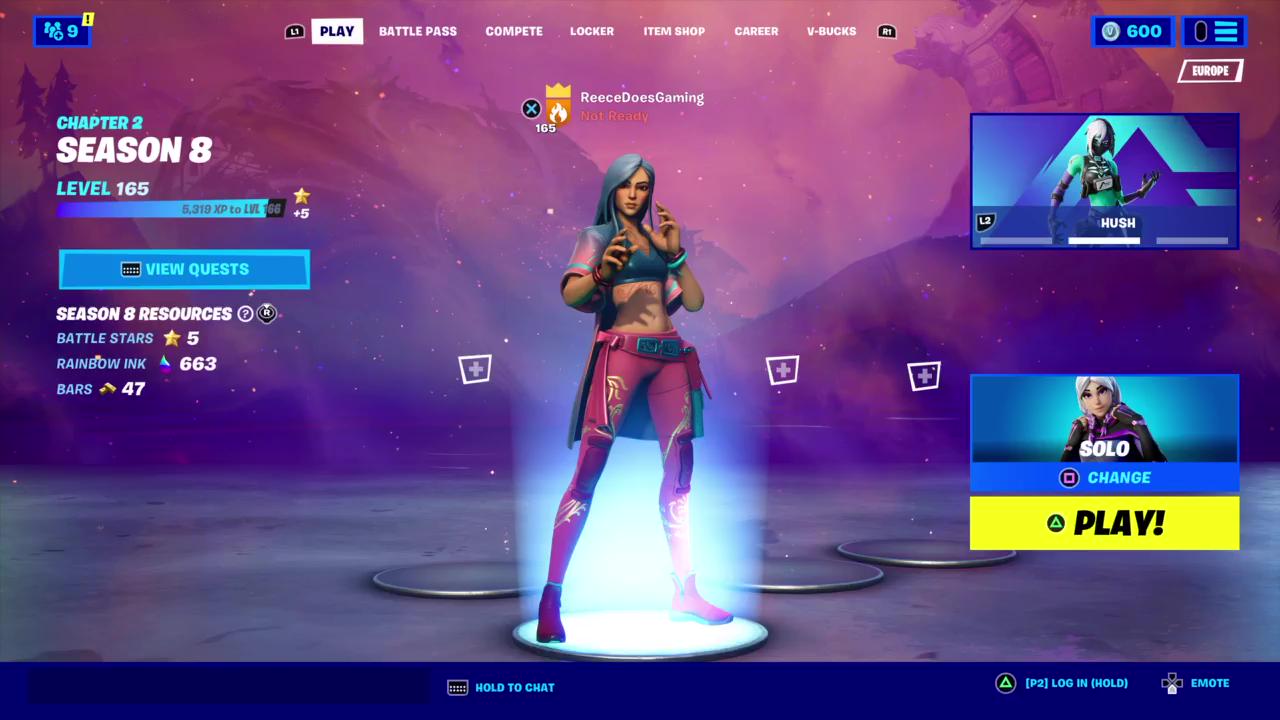 9 !
L1 PLAY BATTLE PASS COMPETE LOCKER ITEM SHOP CAREER V-BUCKS R1
600
EUROPE
ReeceDoesGaming
Not Ready
165
CHAPTER 2
SEASON 8
LEVEL 165
5,319 XP to LVL 166
+5
VIEW QUESTS
SEASON 8 RESOURCES ? R
BATTLE STARS 5
RAINBOW INK 663
BARS 47
L2
HUSH
SOLO
CHANGE
PLAY!
HOLD TO CHAT
[P2] LOG IN (HOLD)
EMOTE